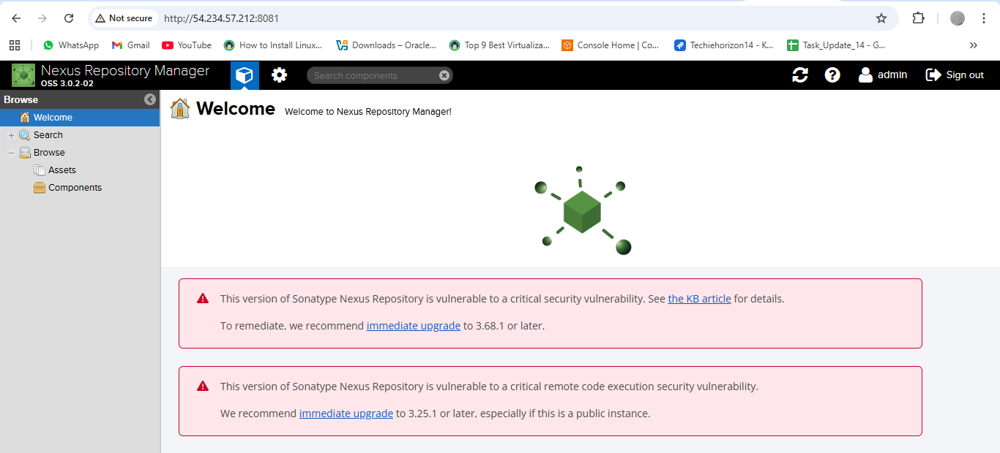 Not secure
http://54.234.57.212:8081
WhatsApp
Gmail
YouTube
How to Install Linux...
Downloads – Oracle...
Top 9 Best Virtualiza...
Console Home | Co...
Techiehorizon14 - K...
Task_Update_14 - G...
Nexus Repository Manager
OSS 3.0.2-02
Search components
admin
Sign out
Browse
Welcome
Search
Browse
Assets
Components
Welcome Welcome to Nexus Repository Manager!
This version of Sonatype Nexus Repository is vulnerable to a critical security vulnerability. See the KB article for details.
To remediate, we recommend immediate upgrade to 3.68.1 or later.
This version of Sonatype Nexus Repository is vulnerable to a critical remote code execution security vulnerability.
We recommend immediate upgrade to 3.25.1 or later, especially if this is a public instance.